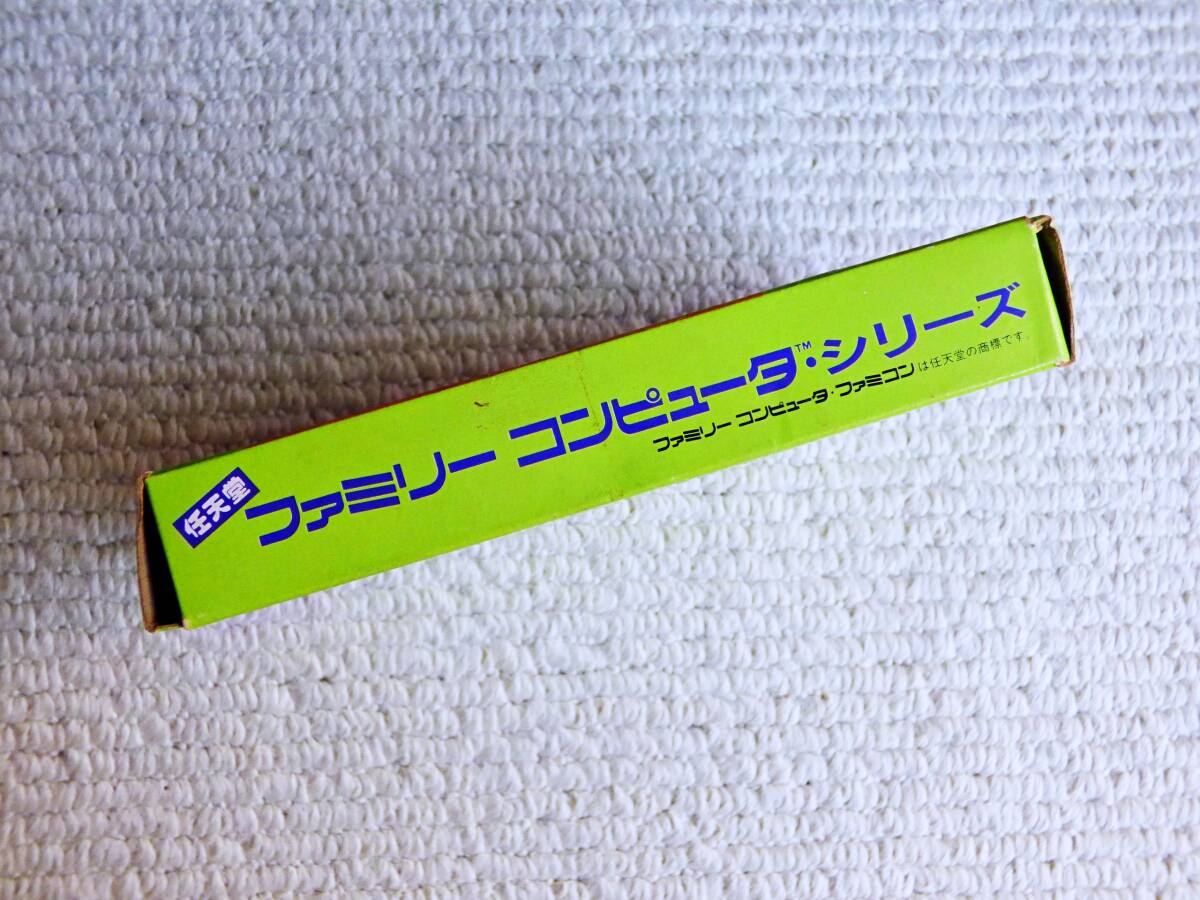 任天堂
ファミリー コンピュータ™・シリーズ
ファミリー コンピュータ・ファミコンは任天堂の商標です。